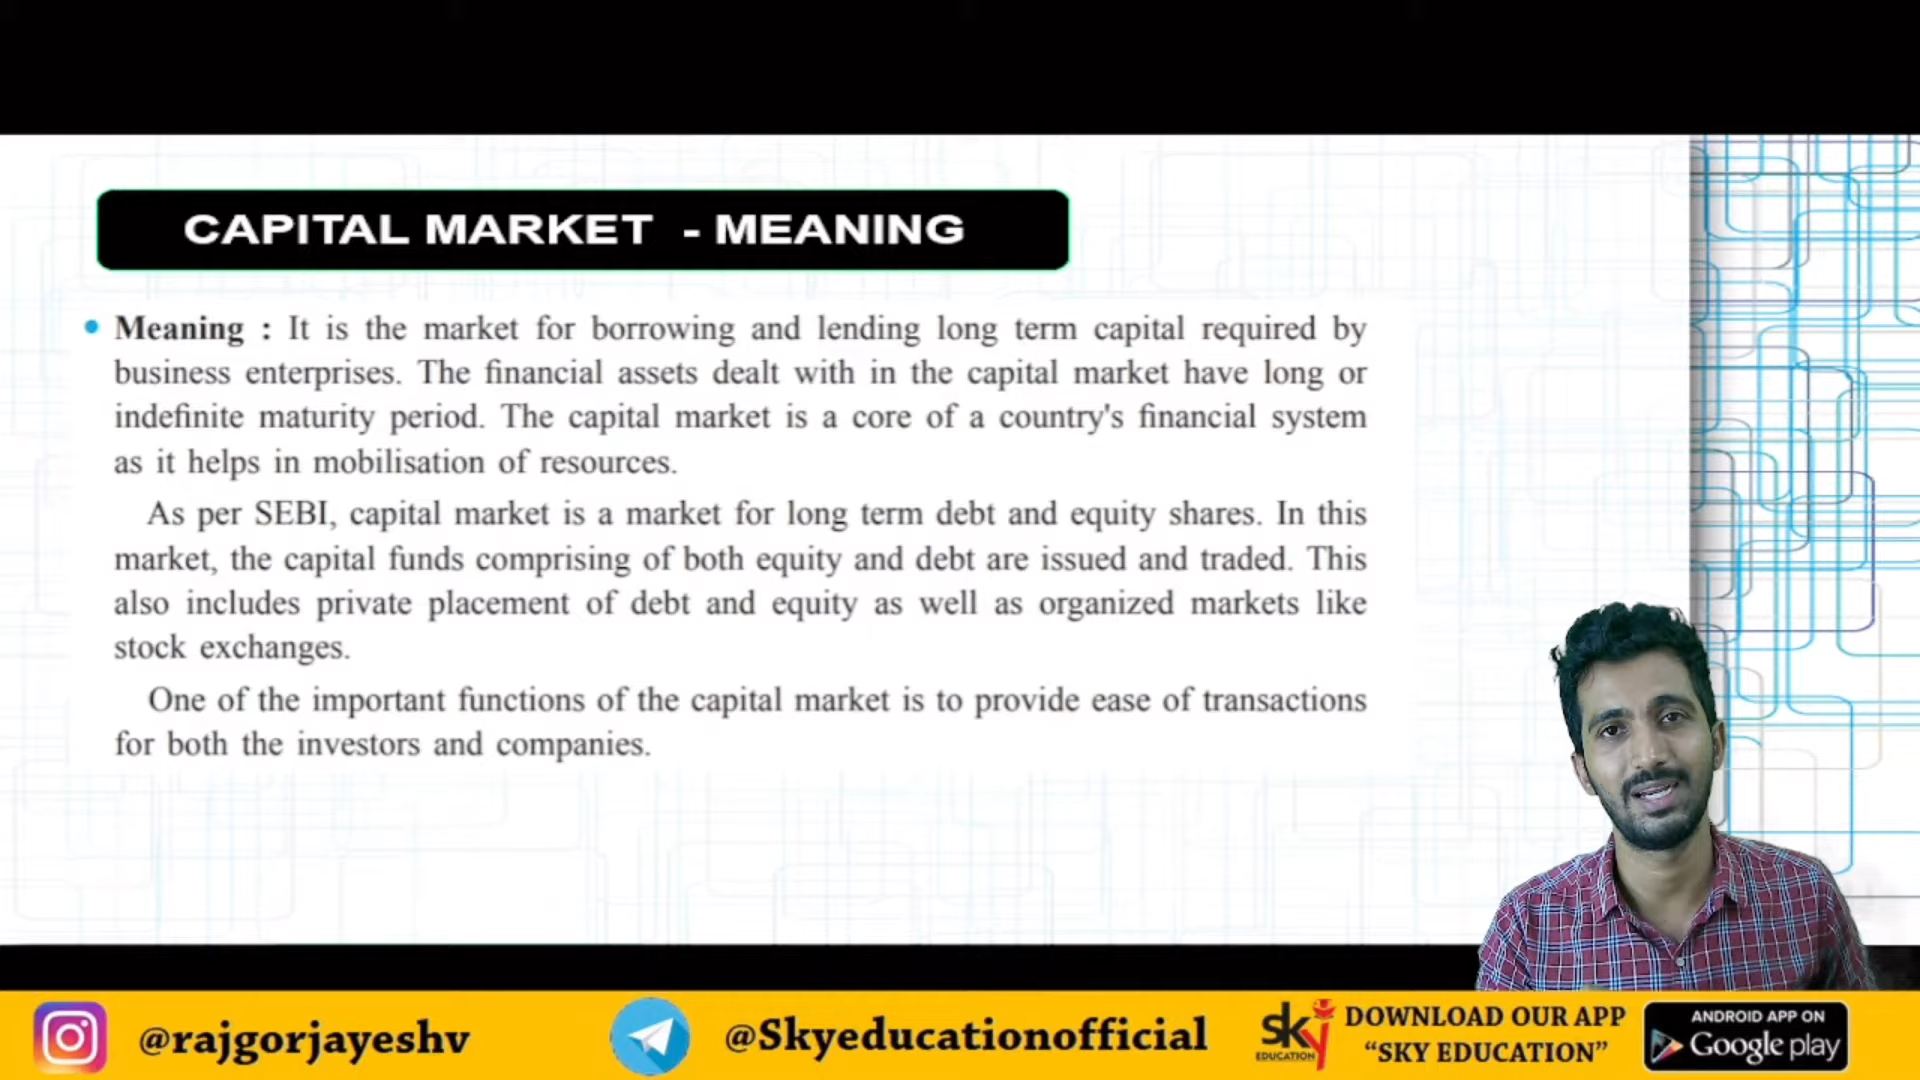 CAPITAL MARKET - MEANING
Meaning : It is the market for borrowing and lending long term capital required by
business enterprises. The financial assets dealt with in the capital market have long or
indefinite maturity period. The capital market is a core of a country's financial system
as it helps in mobilisation of resources.
As per SEBI, capital market is a market for long term debt and equity shares. In this
market, the capital funds comprising of both equity and debt are issued and traded. This
also includes private placement of debt and equity as well as organized markets like
stock exchanges.
One of the important functions of the capital market is to provide ease of transactions
for both the investors and companies.
@rajgorjayeshv
@Skyeducationofficial
sky
EDUCATION
DOWNLOAD OUR APP
“SKY EDUCATION”
ANDROID APP ON
Google play